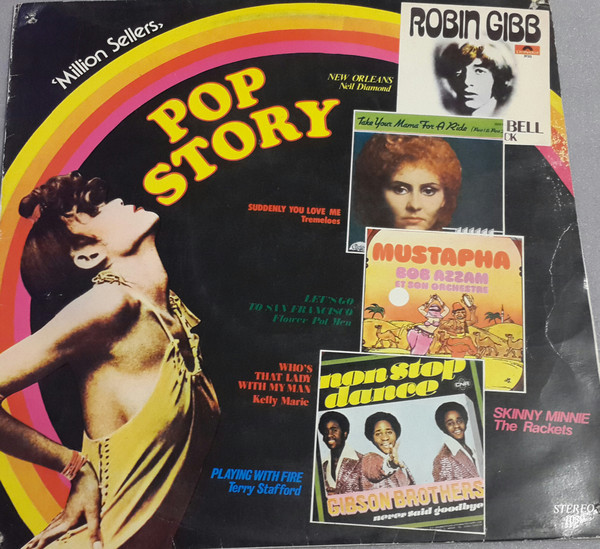 'Million Sellers,
POP
STORY
ROBIN GIBB
NEW ORLEANS
Neil Diamond
BELL
Take Your Mama For A Ride
SUDDENLY YOU LOVE ME
Tremeloes
MUSTAPHA
BOB AZZAM
ET SON ORCHESTRE
LET'S GO
TO SAN FRANCISCO
Flower Pot Men
WHO'S
THAT LADY
WITH MY MAN
Kelly Marie
non stop
dance
GIBSON BROTHERS
never said goodbye
SKINNY MINNIE
The Rackets
PLAYING WITH FIRE
Terry Stafford
STEREO